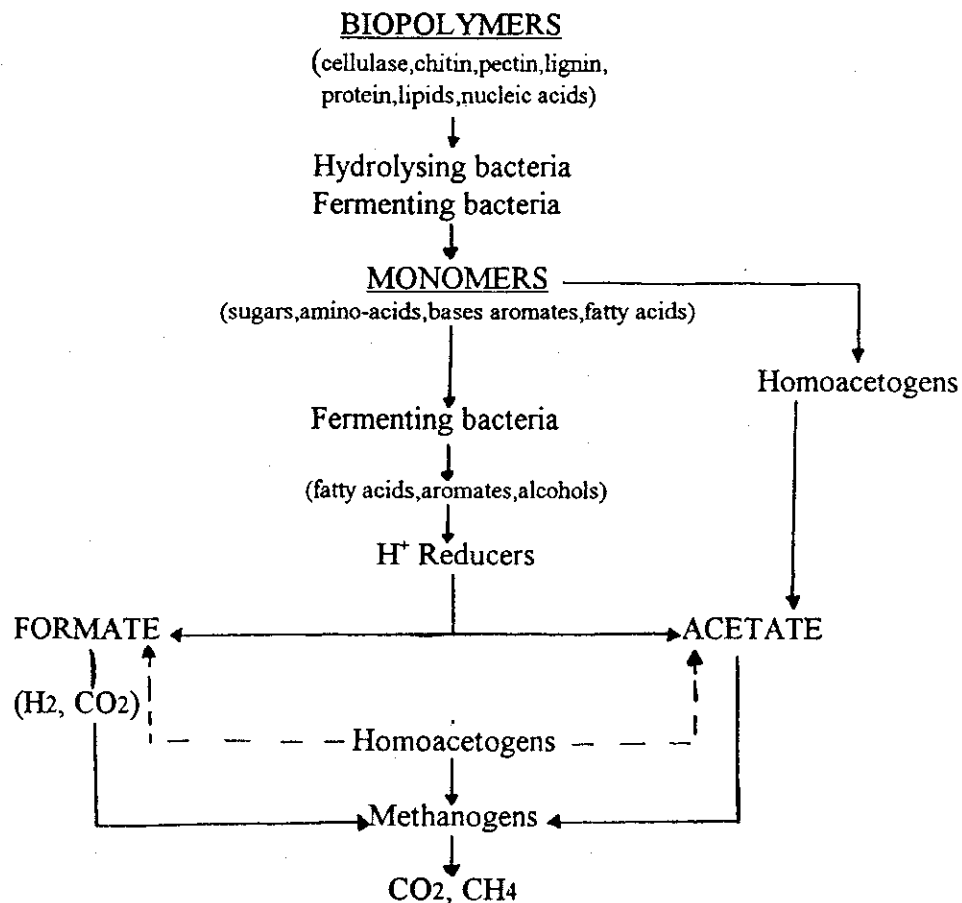 BIOPOLYMERS
(cellulase,chitin,pectin,lignin,
protein,lipids,nucleic acids)
Hydrolysing bacteria
Fermenting bacteria
MONOMERS
(sugars,amino-acids,bases aromates,fatty acids)
Homoacetogens
Fermenting bacteria
(fatty acids,aromates,alcohols)
H⁺ Reducers
FORMATE
ACETATE
(H2, CO2)
Homoacetogens
Methanogens
CO2, CH4